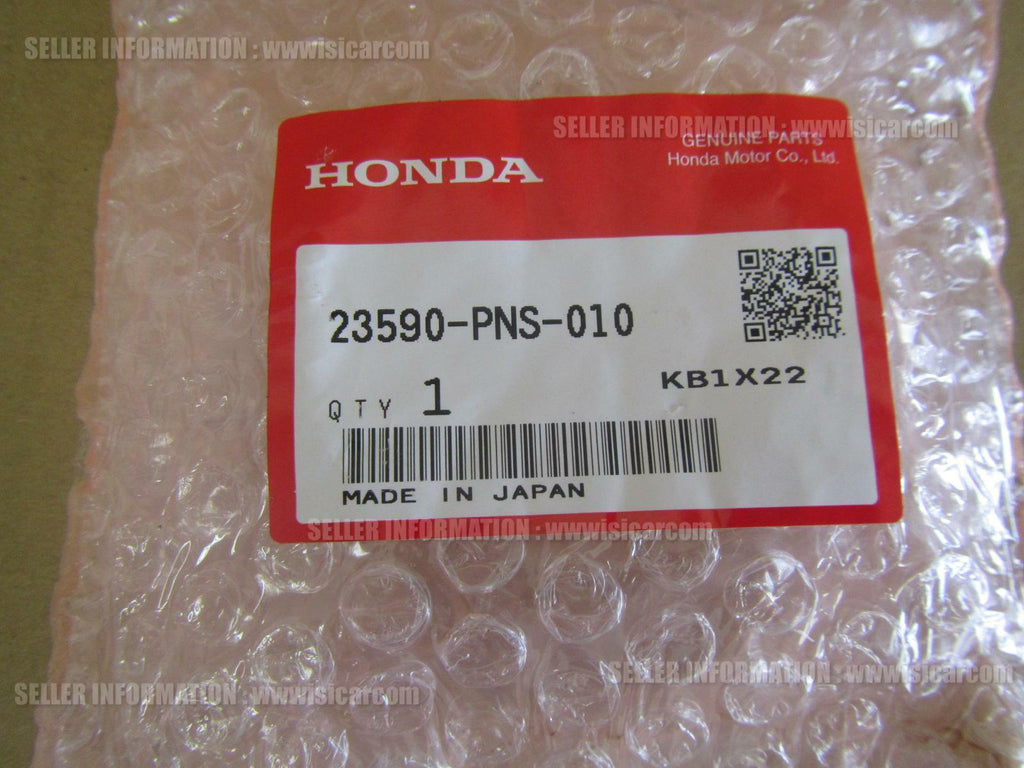 SELLER INFORMATION : wwwisicarcom
SELLER INFORMATION : wwwisicarcom
GENUINE PARTS
Honda Motor Co., Ltd.
HONDA
23590-PNS-010
KB1X22
QTY 1
MADE IN JAPAN
SELLER INFORMATION : wwwisicarcom
SELLER INFORMATION : wwwisicarcom
SELLER INFORMATION : wwwisicarcom